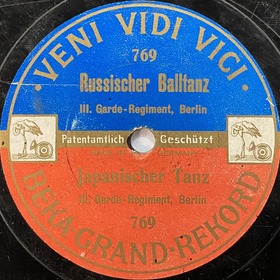 · VENI VIDI VICI ·
769
Russischer Balltanz
III. Garde-Regiment, Berlin
Patentamtlich Geschützt
GERMANY
Japanischer Tanz
III. Garde-Regiment, Berlin
769
BEKA-GRAND-REKORD